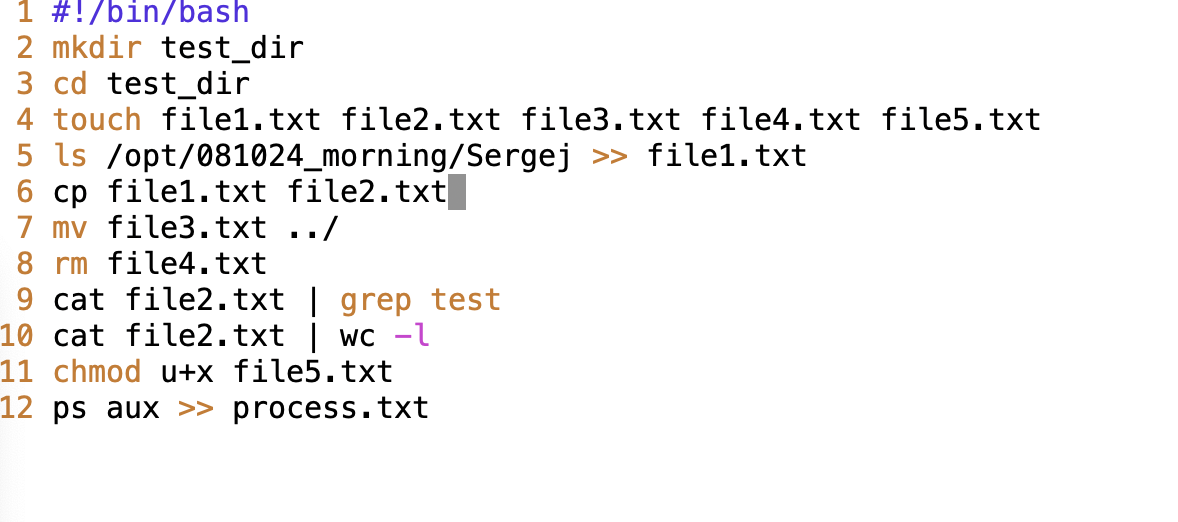 1 #!/bin/bash
2 mkdir test_dir
3 cd test_dir
4 touch file1.txt file2.txt file3.txt file4.txt file5.txt
5 ls /opt/081024_morning/Sergej >> file1.txt
6 cp file1.txt file2.txt
7 mv file3.txt ../
8 rm file4.txt
9 cat file2.txt | grep test
10 cat file2.txt | wc -l
11 chmod u+x file5.txt
12 ps aux >> process.txt